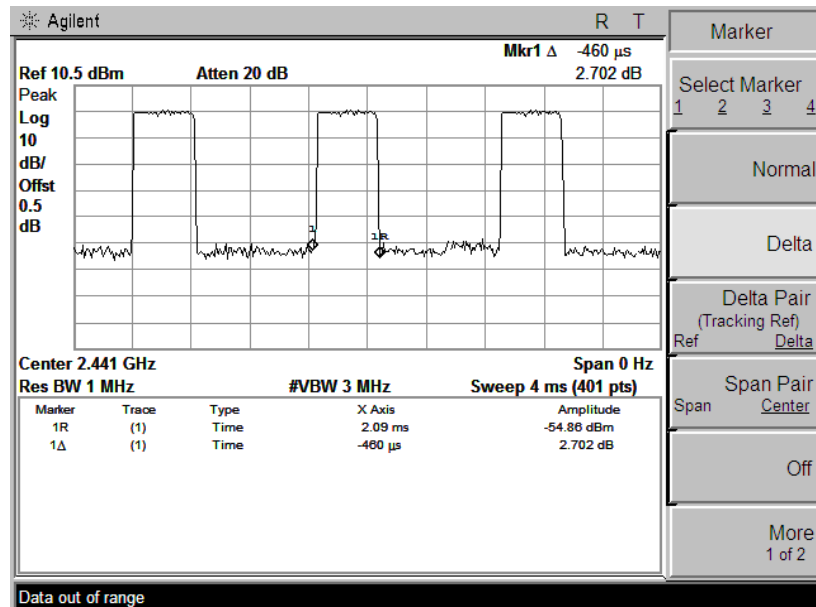 Agilent R T
Mkr1 Δ -460 μs
Ref 10.5 dBm Atten 20 dB 2.702 dB
Peak
Log
10
dB/
Offst
0.5
dB
1
1R
Center 2.441 GHz Span 0 Hz
Res BW 1 MHz #VBW 3 MHz Sweep 4 ms (401 pts)
Marker Trace Type X Axis Amplitude
1R (1) Time 2.09 ms -54.86 dBm
1Δ (1) Time -460 μs 2.702 dB
Data out of range
Marker
Select Marker
1 2 3 4
Normal
Delta
Delta Pair
(Tracking Ref)
Ref Delta
Span Pair
Span Center
Off
More
1 of 2